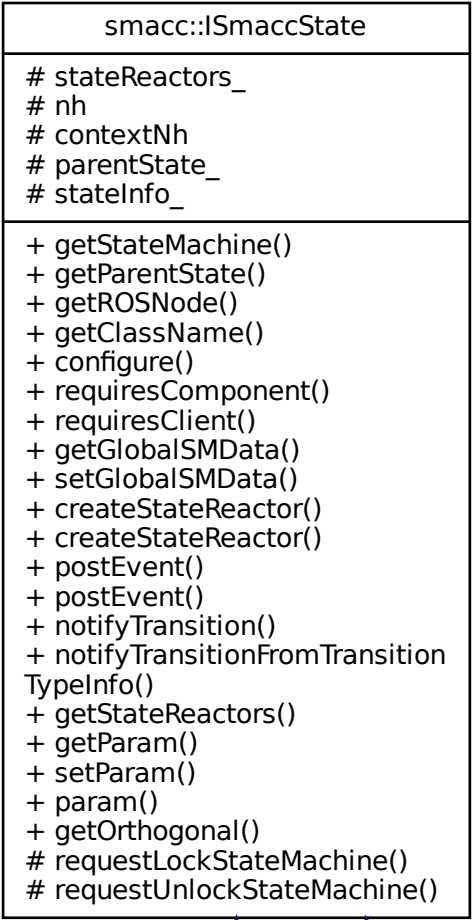 smacc::ISmaccState
# stateReactors_
# nh
# contextNh
# parentState_
# stateInfo_
+ getStateMachine()
+ getParentState()
+ getROSNode()
+ getClassName()
+ configure()
+ requiresComponent()
+ requiresClient()
+ getGlobalSMData()
+ setGlobalSMData()
+ createStateReactor()
+ createStateReactor()
+ postEvent()
+ postEvent()
+ notifyTransition()
+ notifyTransitionFromTransition
TypeInfo()
+ getStateReactors()
+ getParam()
+ setParam()
+ param()
+ getOrthogonal()
# requestLockStateMachine()
# requestUnlockStateMachine()